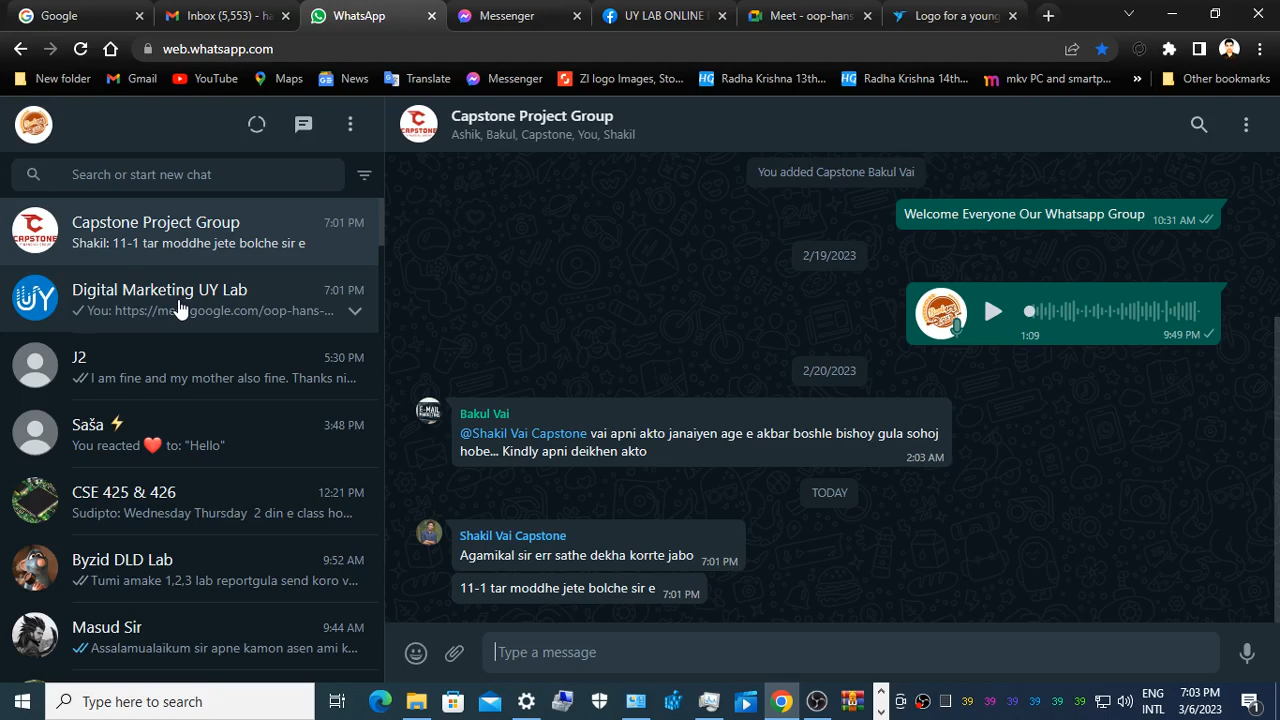 Google
Inbox (5,553) - ha
WhatsApp
Messenger
UY LAB ONLINE
Meet - oop-hans
Logo for a young
web.whatsapp.com
New folder
Gmail
YouTube
Maps
News
Translate
Messenger
ZI logo Images, Sto...
Radha Krishna 13th...
Radha Krishna 14th...
mkv PC and smartp...
Other bookmarks
Search or start new chat
Capstone Project Group
7:01 PM
Shakil: 11-1 tar moddhe jete bolche sir e
UY
Digital Marketing UY Lab
7:01 PM
You: https://me google.com/oop-hans-...
J2
5:30 PM
I am fine and my mother also fine. Thanks ni...
Saša ⚡
3:48 PM
You reacted ❤️ to: "Hello"
CSE 425 & 426
12:21 PM
Sudipto: Wednesday Thursday 2 din e class ho...
Byzid DLD Lab
9:52 AM
Tumi amake 1,2,3 lab reportgula send koro v...
Masud Sir
9:44 AM
Assalamualaikum sir apne kamon asen ami k...
CAPSTONE
Capstone Project Group
Ashik, Bakul, Capstone, You, Shakil
You added Capstone Bakul Vai
Welcome Everyone Our Whatsapp Group
10:31 AM
2/19/2023
1:09
9:49 PM
2/20/2023
Bakul Vai
@Shakil Vai Capstone vai apni akto janaiyen age e akbar boshle bishoy gula sohoj
hobe... Kindly apni deikhen akto
2:03 AM
TODAY
Shakil Vai Capstone
Agamikal sir err sathe dekha korrte jabo
7:01 PM
11-1 tar moddhe jete bolche sir e
7:01 PM
Type a message
Type here to search
39 39 39 39 39
ENG
INTL
7:03 PM
3/6/2023